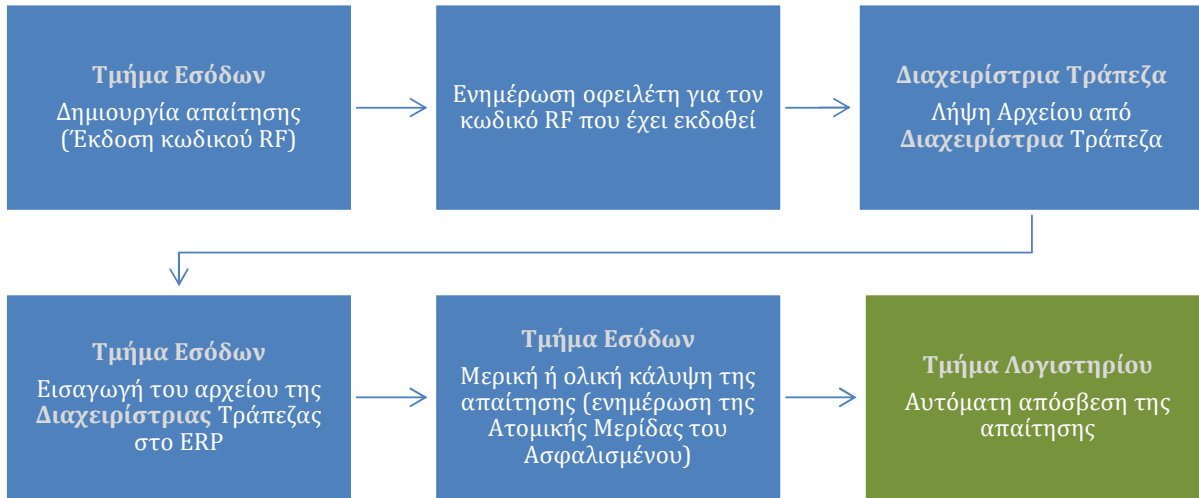 Τμήμα Εσόδων
Δημιουργία απαίτησης
(Έκδοση κωδικού RF)
Ενημέρωση οφειλέτη για τον
κωδικό RF που έχει εκδοθεί
Διαχειρίστρια Τράπεζα
Λήψη Αρχείου από
Διαχειρίστρια Τράπεζα
Τμήμα Εσόδων
Εισαγωγή του αρχείου της
Διαχειρίστριας Τράπεζας
στο ERP
Τμήμα Εσόδων
Μερική ή ολική κάλυψη της
απαίτησης (ενημέρωση της
Ατομικής Μερίδας του
Ασφαλισμένου)
Τμήμα Λογιστηρίου
Αυτόματη απόσβεση της
απαίτησης